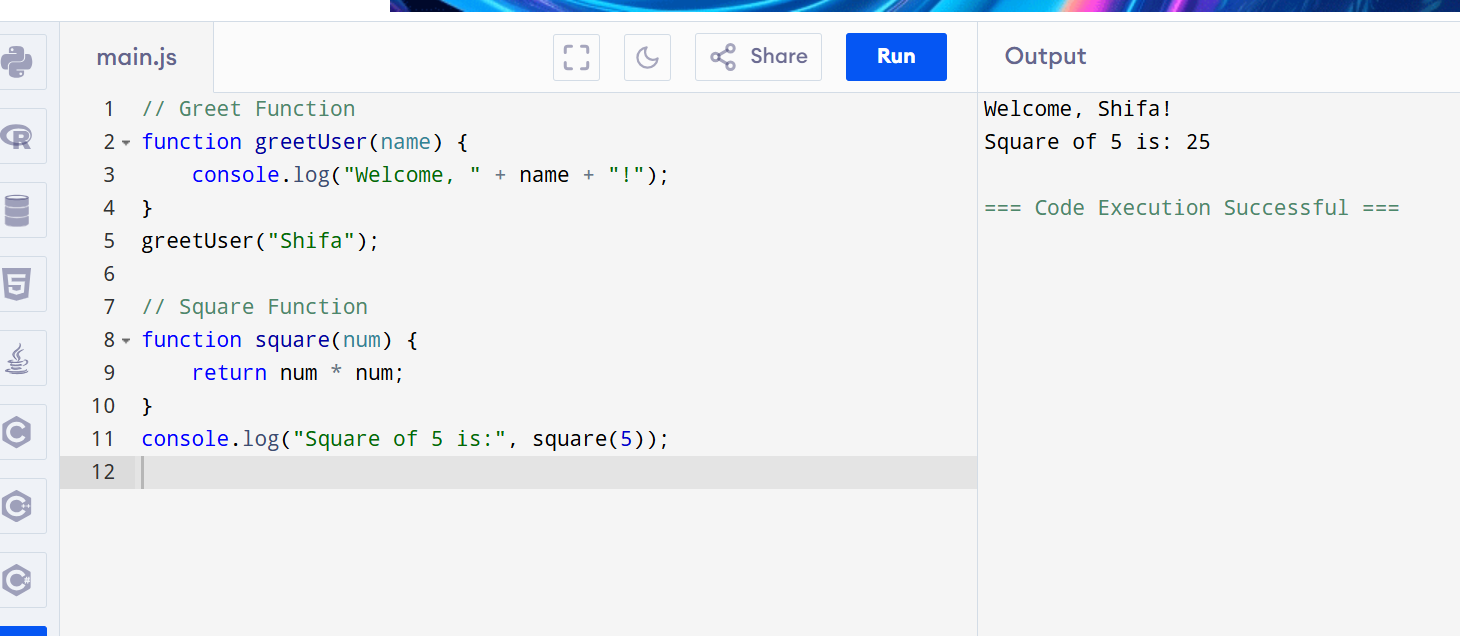 main.js
Share
Run
Output
1 // Greet Function
2 function greetUser(name) {
3     console.log("Welcome, " + name + "!");
4 }
5 greetUser("Shifa");
6
7 // Square Function
8 function square(num) {
9     return num * num;
10 }
11 console.log("Square of 5 is:", square(5));
12
Welcome, Shifa!
Square of 5 is: 25
=== Code Execution Successful ===